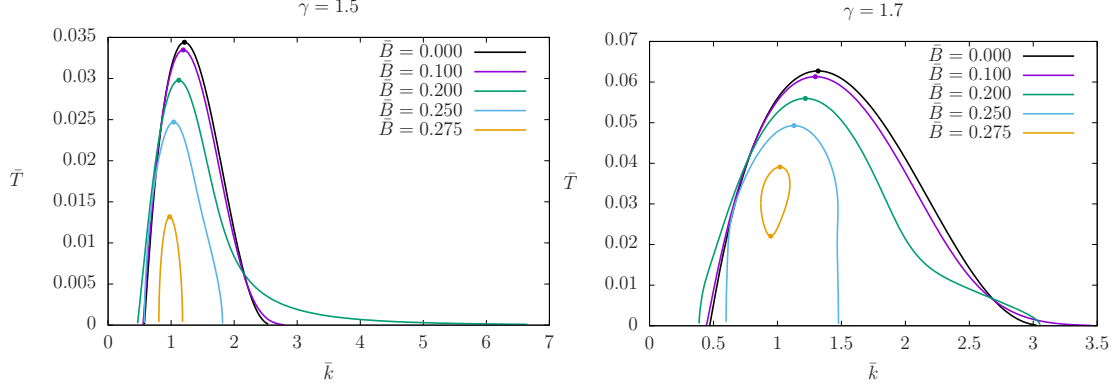 γ = 1.5
0.035
0.03
0.025
0.02
0.015
0.01
0.005
0
T̄
0 1 2 3 4 5 6 7
k̄
B̄ = 0.000
B̄ = 0.100
B̄ = 0.200
B̄ = 0.250
B̄ = 0.275
γ = 1.7
0.07
0.06
0.05
0.04
0.03
0.02
0.01
0
T̄
0 0.5 1 1.5 2 2.5 3 3.5
k̄
B̄ = 0.000
B̄ = 0.100
B̄ = 0.200
B̄ = 0.250
B̄ = 0.275